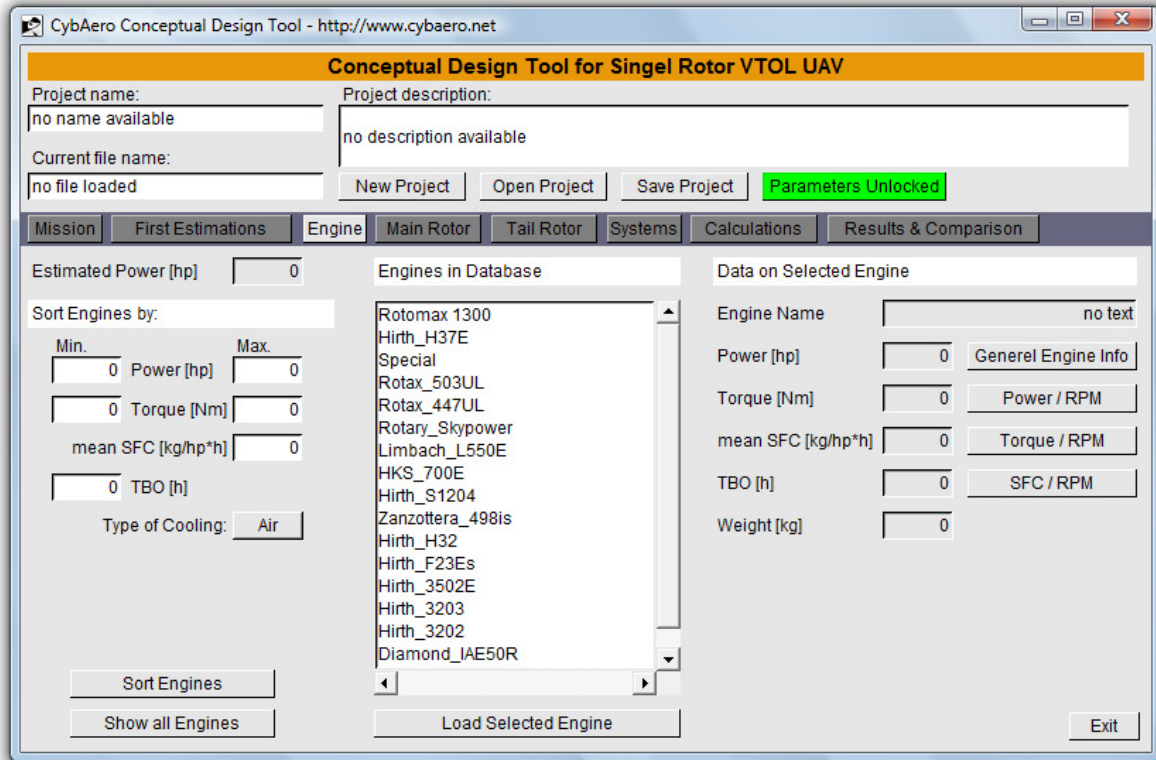 CybAero Conceptual Design Tool - http://www.cybaero.net
Conceptual Design Tool for Singel Rotor VTOL UAV
Project name:
no name available
Project description:
no description available
Current file name:
no file loaded
New Project
Open Project
Save Project
Parameters Unlocked
Mission
First Estimations
Engine
Main Rotor
Tail Rotor
Systems
Calculations
Results & Comparison
Estimated Power [hp] 0
Sort Engines by:
Min. Max.
0 Power [hp] 0
0 Torque [Nm] 0
mean SFC [kg/hp*h] 0
0 TBO [h]
Type of Cooling: Air
Sort Engines
Show all Engines
Engines in Database
Rotomax 1300
Hirth_H37E
Special
Rotax_503UL
Rotax_447UL
Rotary_Skypower
Limbach_L550E
HKS_700E
Hirth_S1204
Zanzottera_498is
Hirth_H32
Hirth_F23Es
Hirth_3502E
Hirth_3203
Hirth_3202
Diamond_IAE50R
Load Selected Engine
Data on Selected Engine
Engine Name no text
Power [hp] 0 Generel Engine Info
Torque [Nm] 0 Power / RPM
mean SFC [kg/hp*h] 0 Torque / RPM
TBO [h] 0 SFC / RPM
Weight [kg] 0
Exit